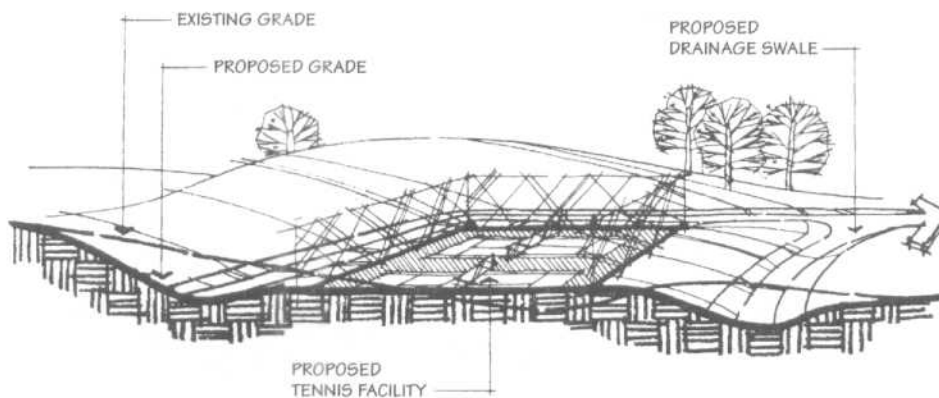 EXISTING GRADE
PROPOSED GRADE
PROPOSED
DRAINAGE SWALE
PROPOSED
TENNIS FACILITY